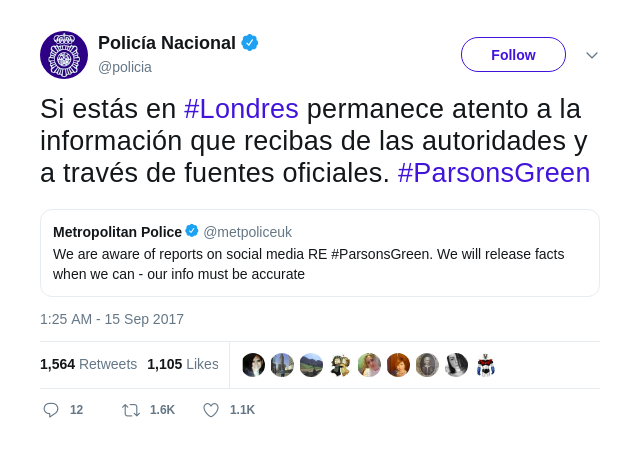 Policía Nacional
@policia
Follow
Si estás en #Londres permanece atento a la
información que recibas de las autoridades y
a través de fuentes oficiales. #ParsonsGreen
Metropolitan Police @metpoliceuk
We are aware of reports on social media RE #ParsonsGreen. We will release facts
when we can - our info must be accurate
1:25 AM - 15 Sep 2017
1,564 Retweets 1,105 Likes
12 1.6K 1.1K